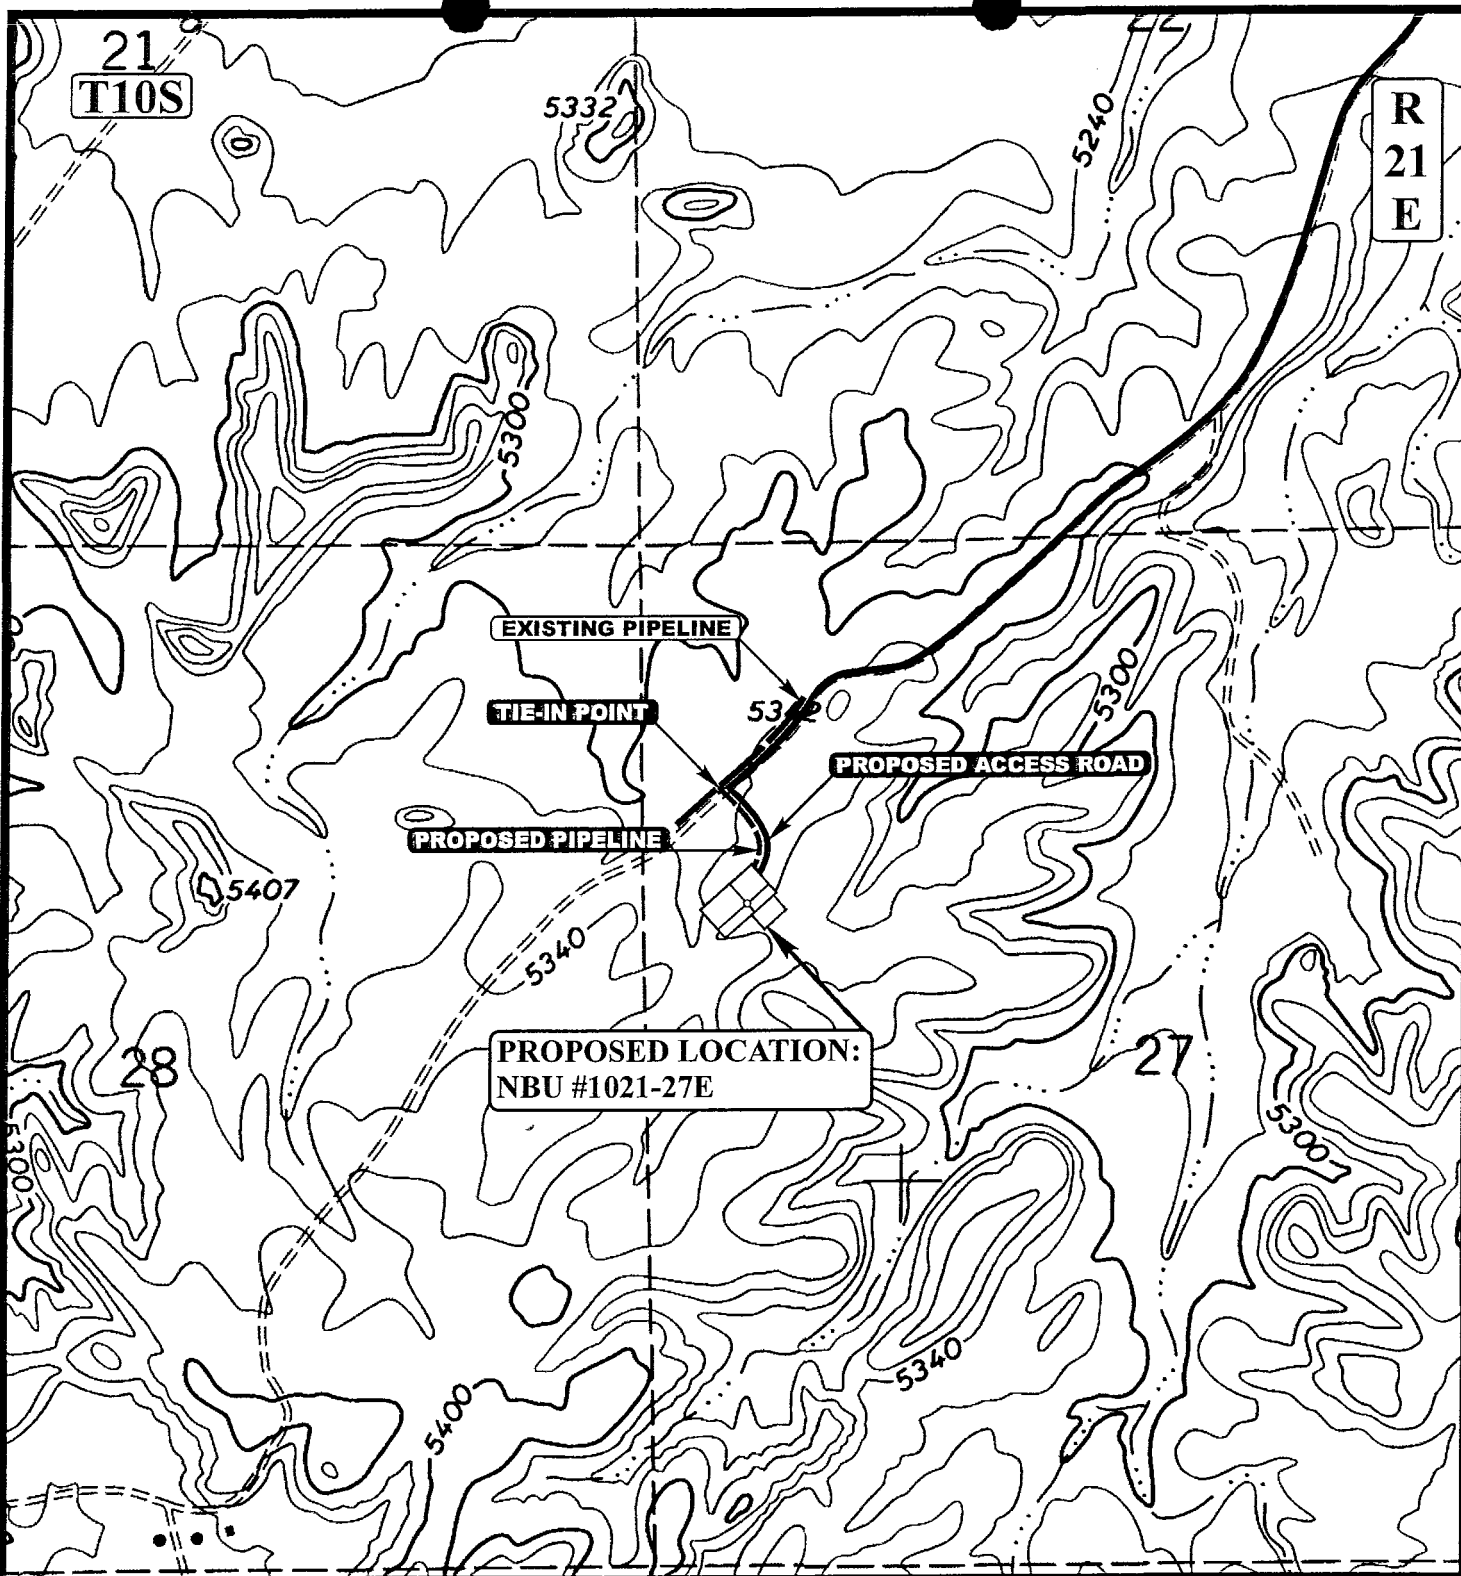 21
T10S
22
R
21
E
5332
5240
5300
EXISTING PIPELINE
TIE-IN POINT
PROPOSED ACCESS ROAD
5300
PROPOSED PIPELINE
5407
5340
PROPOSED LOCATION:
NBU #1021-27E
28
27
5300
5300
5340
5400